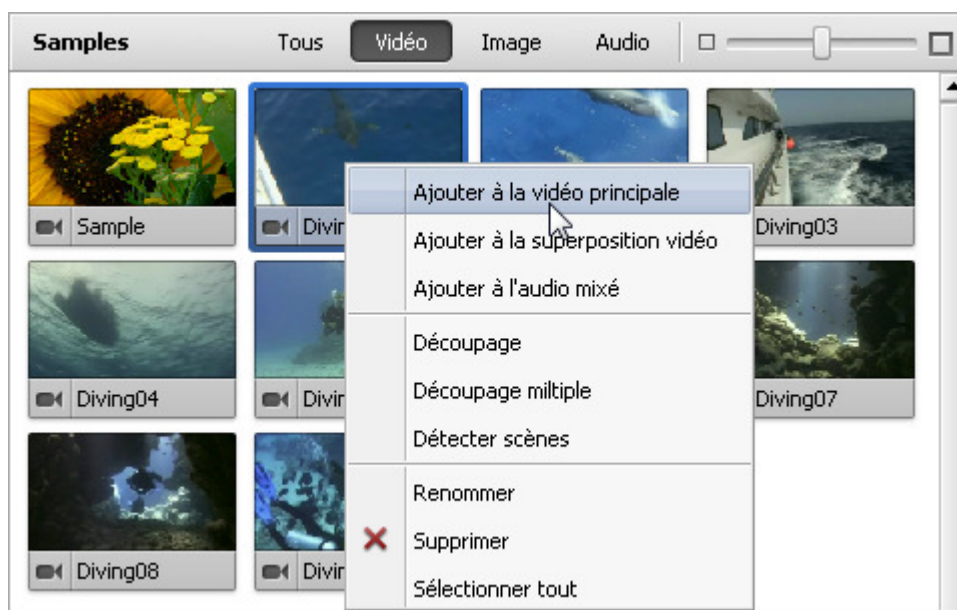 Samples Tous Vidéo Image Audio
Sample
Diving03
Ajouter à la vidéo principale
Ajouter à la superposition vidéo
Ajouter à l'audio mixé
Découpage
Découpage miltiple
Détecter scènes
Renommer
Supprimer
Sélectionner tout
Diving04
Diving07
Diving08